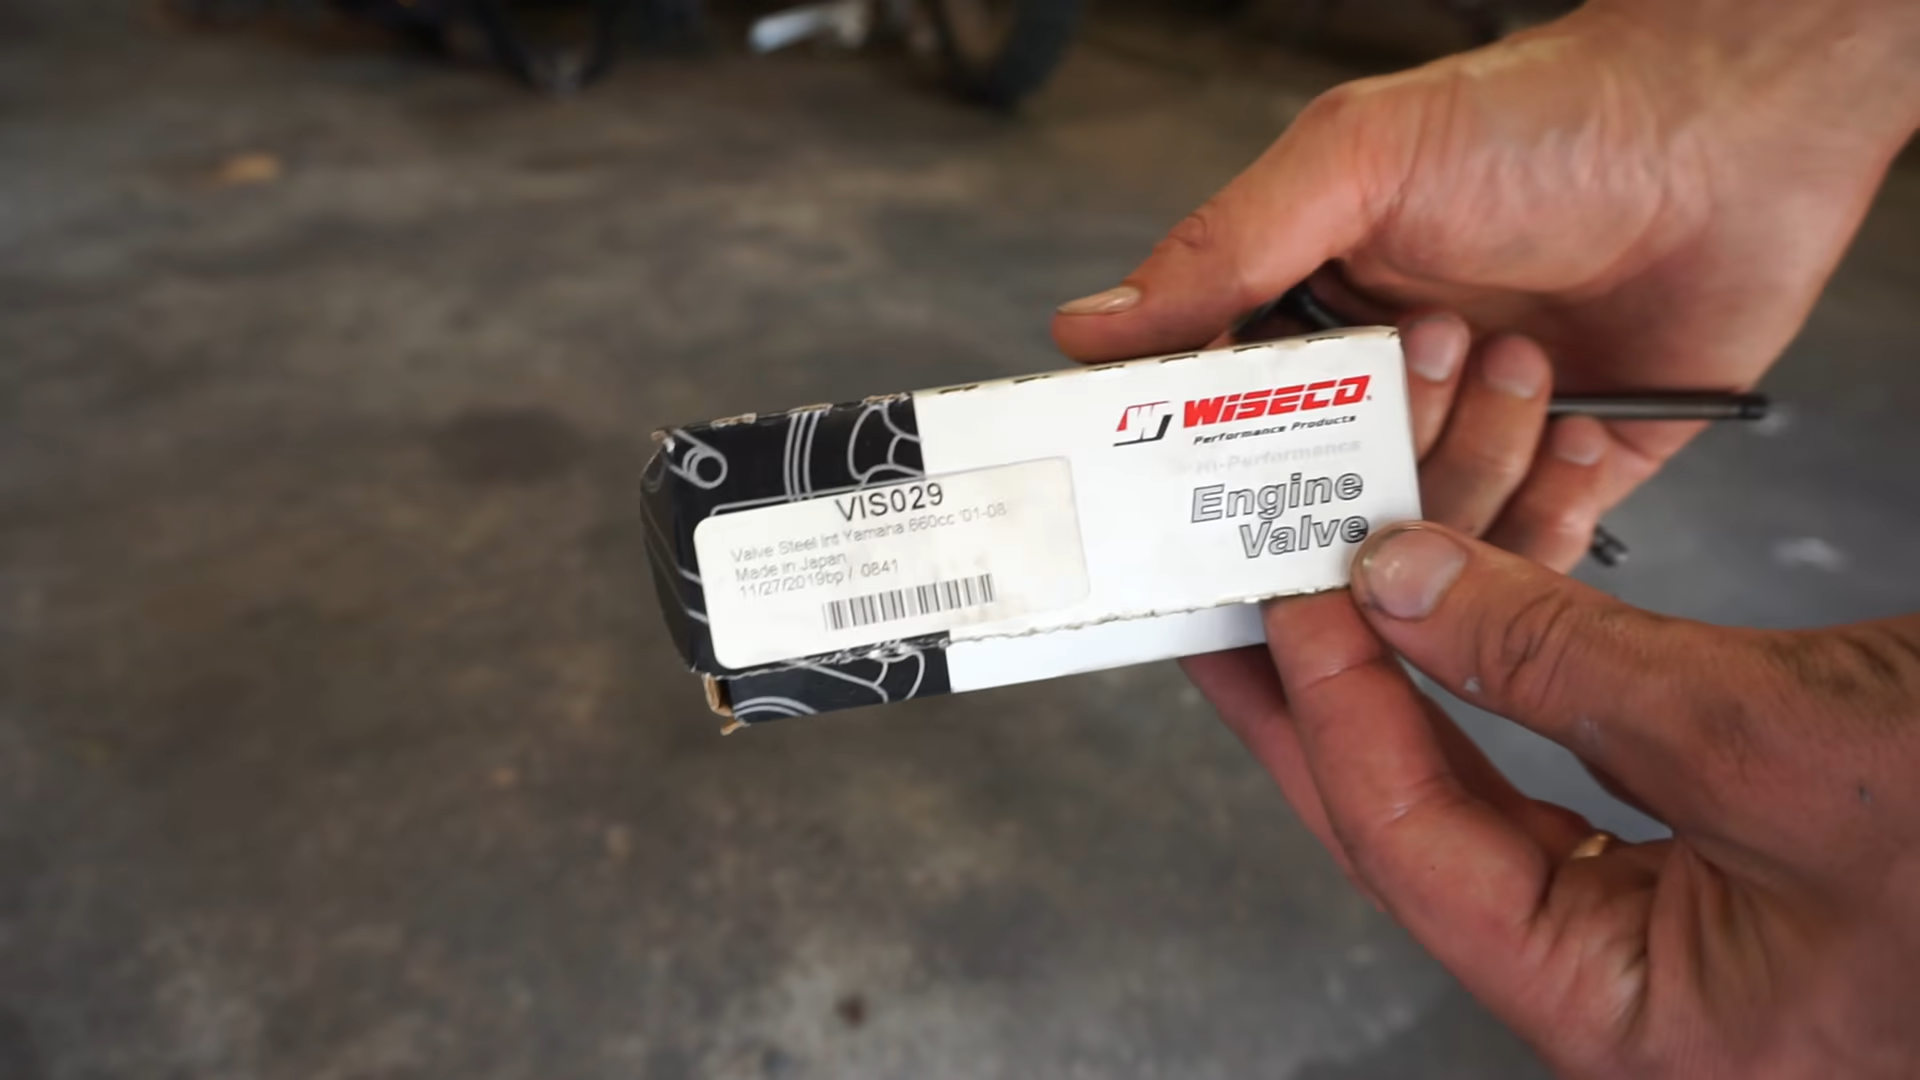 W WISECO
Performance Products
Hi-Performance
Engine
Valve
VIS029
Valve Steel Int Yamaha 660cc '01-08
Made in Japan
11/27/2019bp / 0841